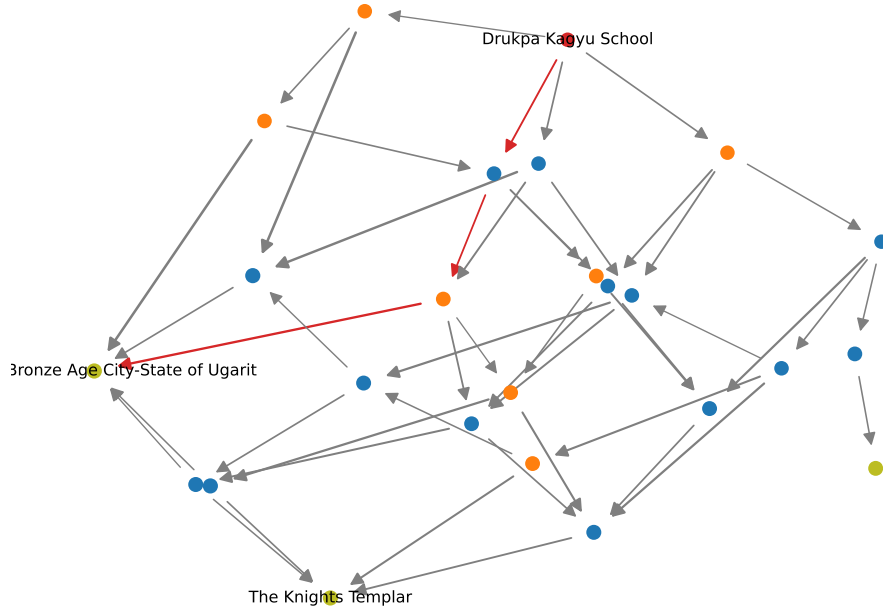 Drukpa Kagyu School
Bronze Age City-State of Ugarit
The Knights Templar